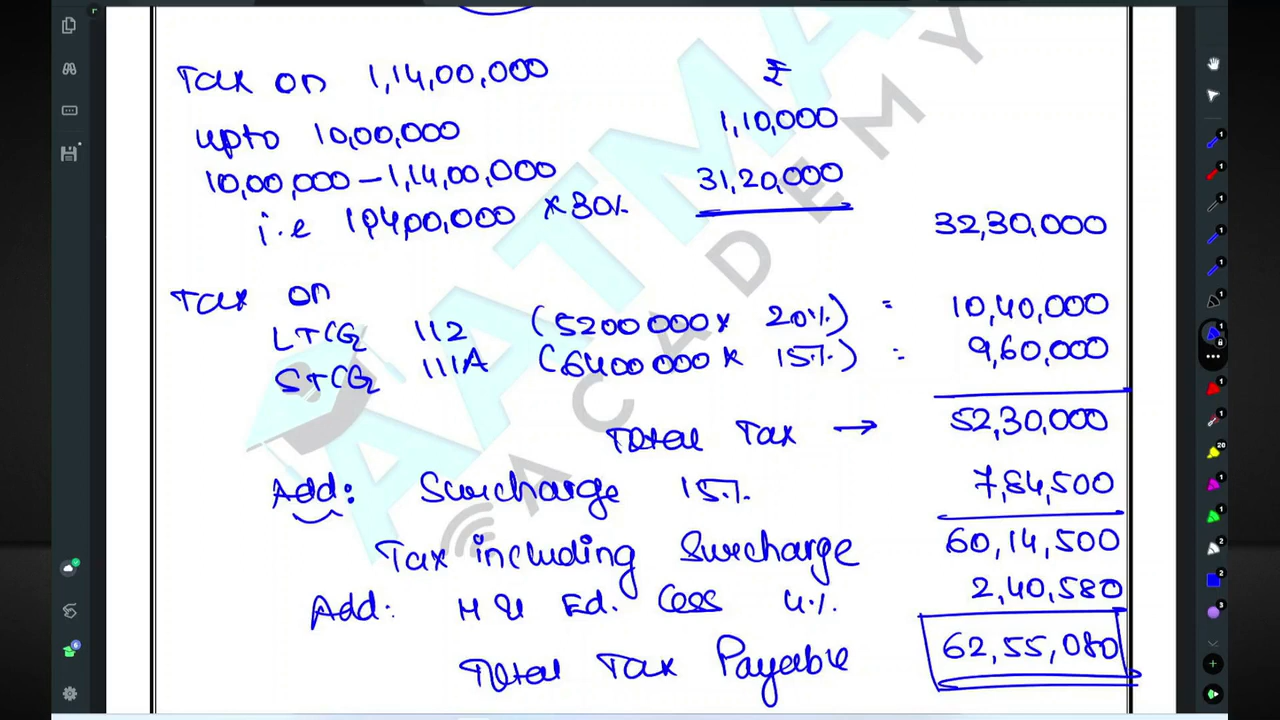 Tax on 1,14,00,000 ₹
upto 10,00,000 1,10,000
10,00,000 – 1,14,00,000 31,20,000
i.e 10400,000 × 30% 32,30,000
Tax on
LTCG 112 (5200000 × 20%) = 10,40,000
STCG 111A (6400000 × 15%) = 9,60,000
Total Tax → 52,30,000
Add: Surcharge 15% 7,84,500
Tax including Surcharge 60,14,500
Add: H & Ed. Cess 4% 2,40,580
Total Tax Payable 62,55,080
AATMA
ACADEMY